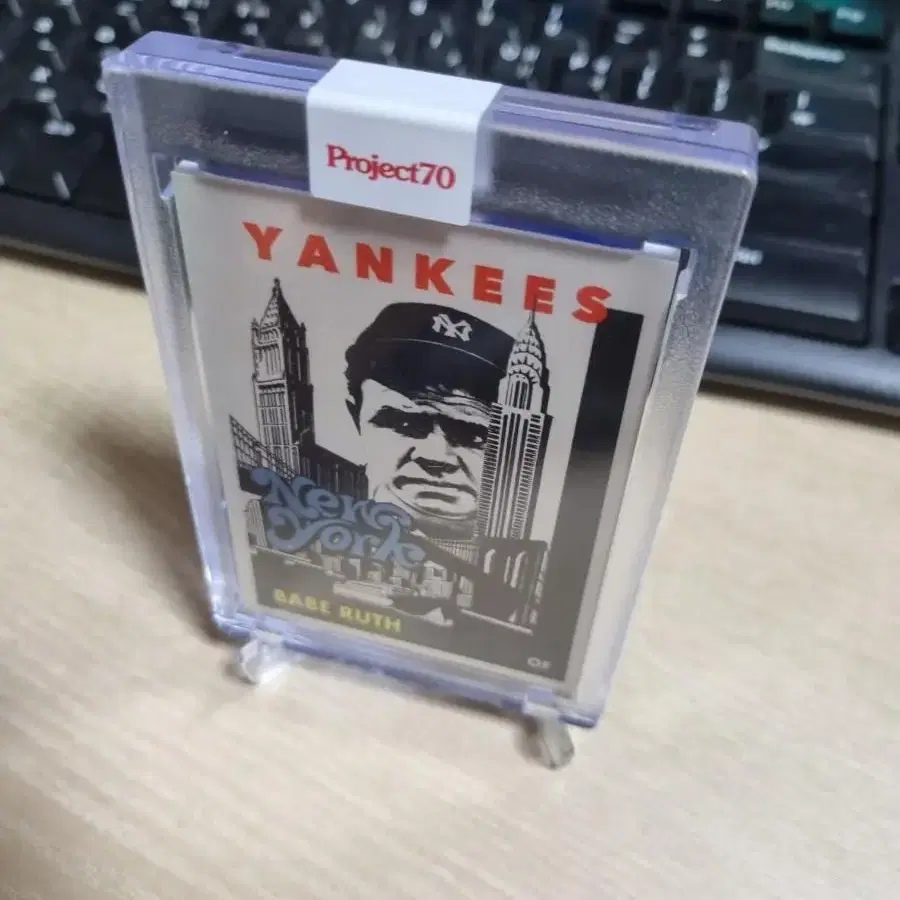 Project70
YANKEES
NY
New
York
BABE RUTH
OF